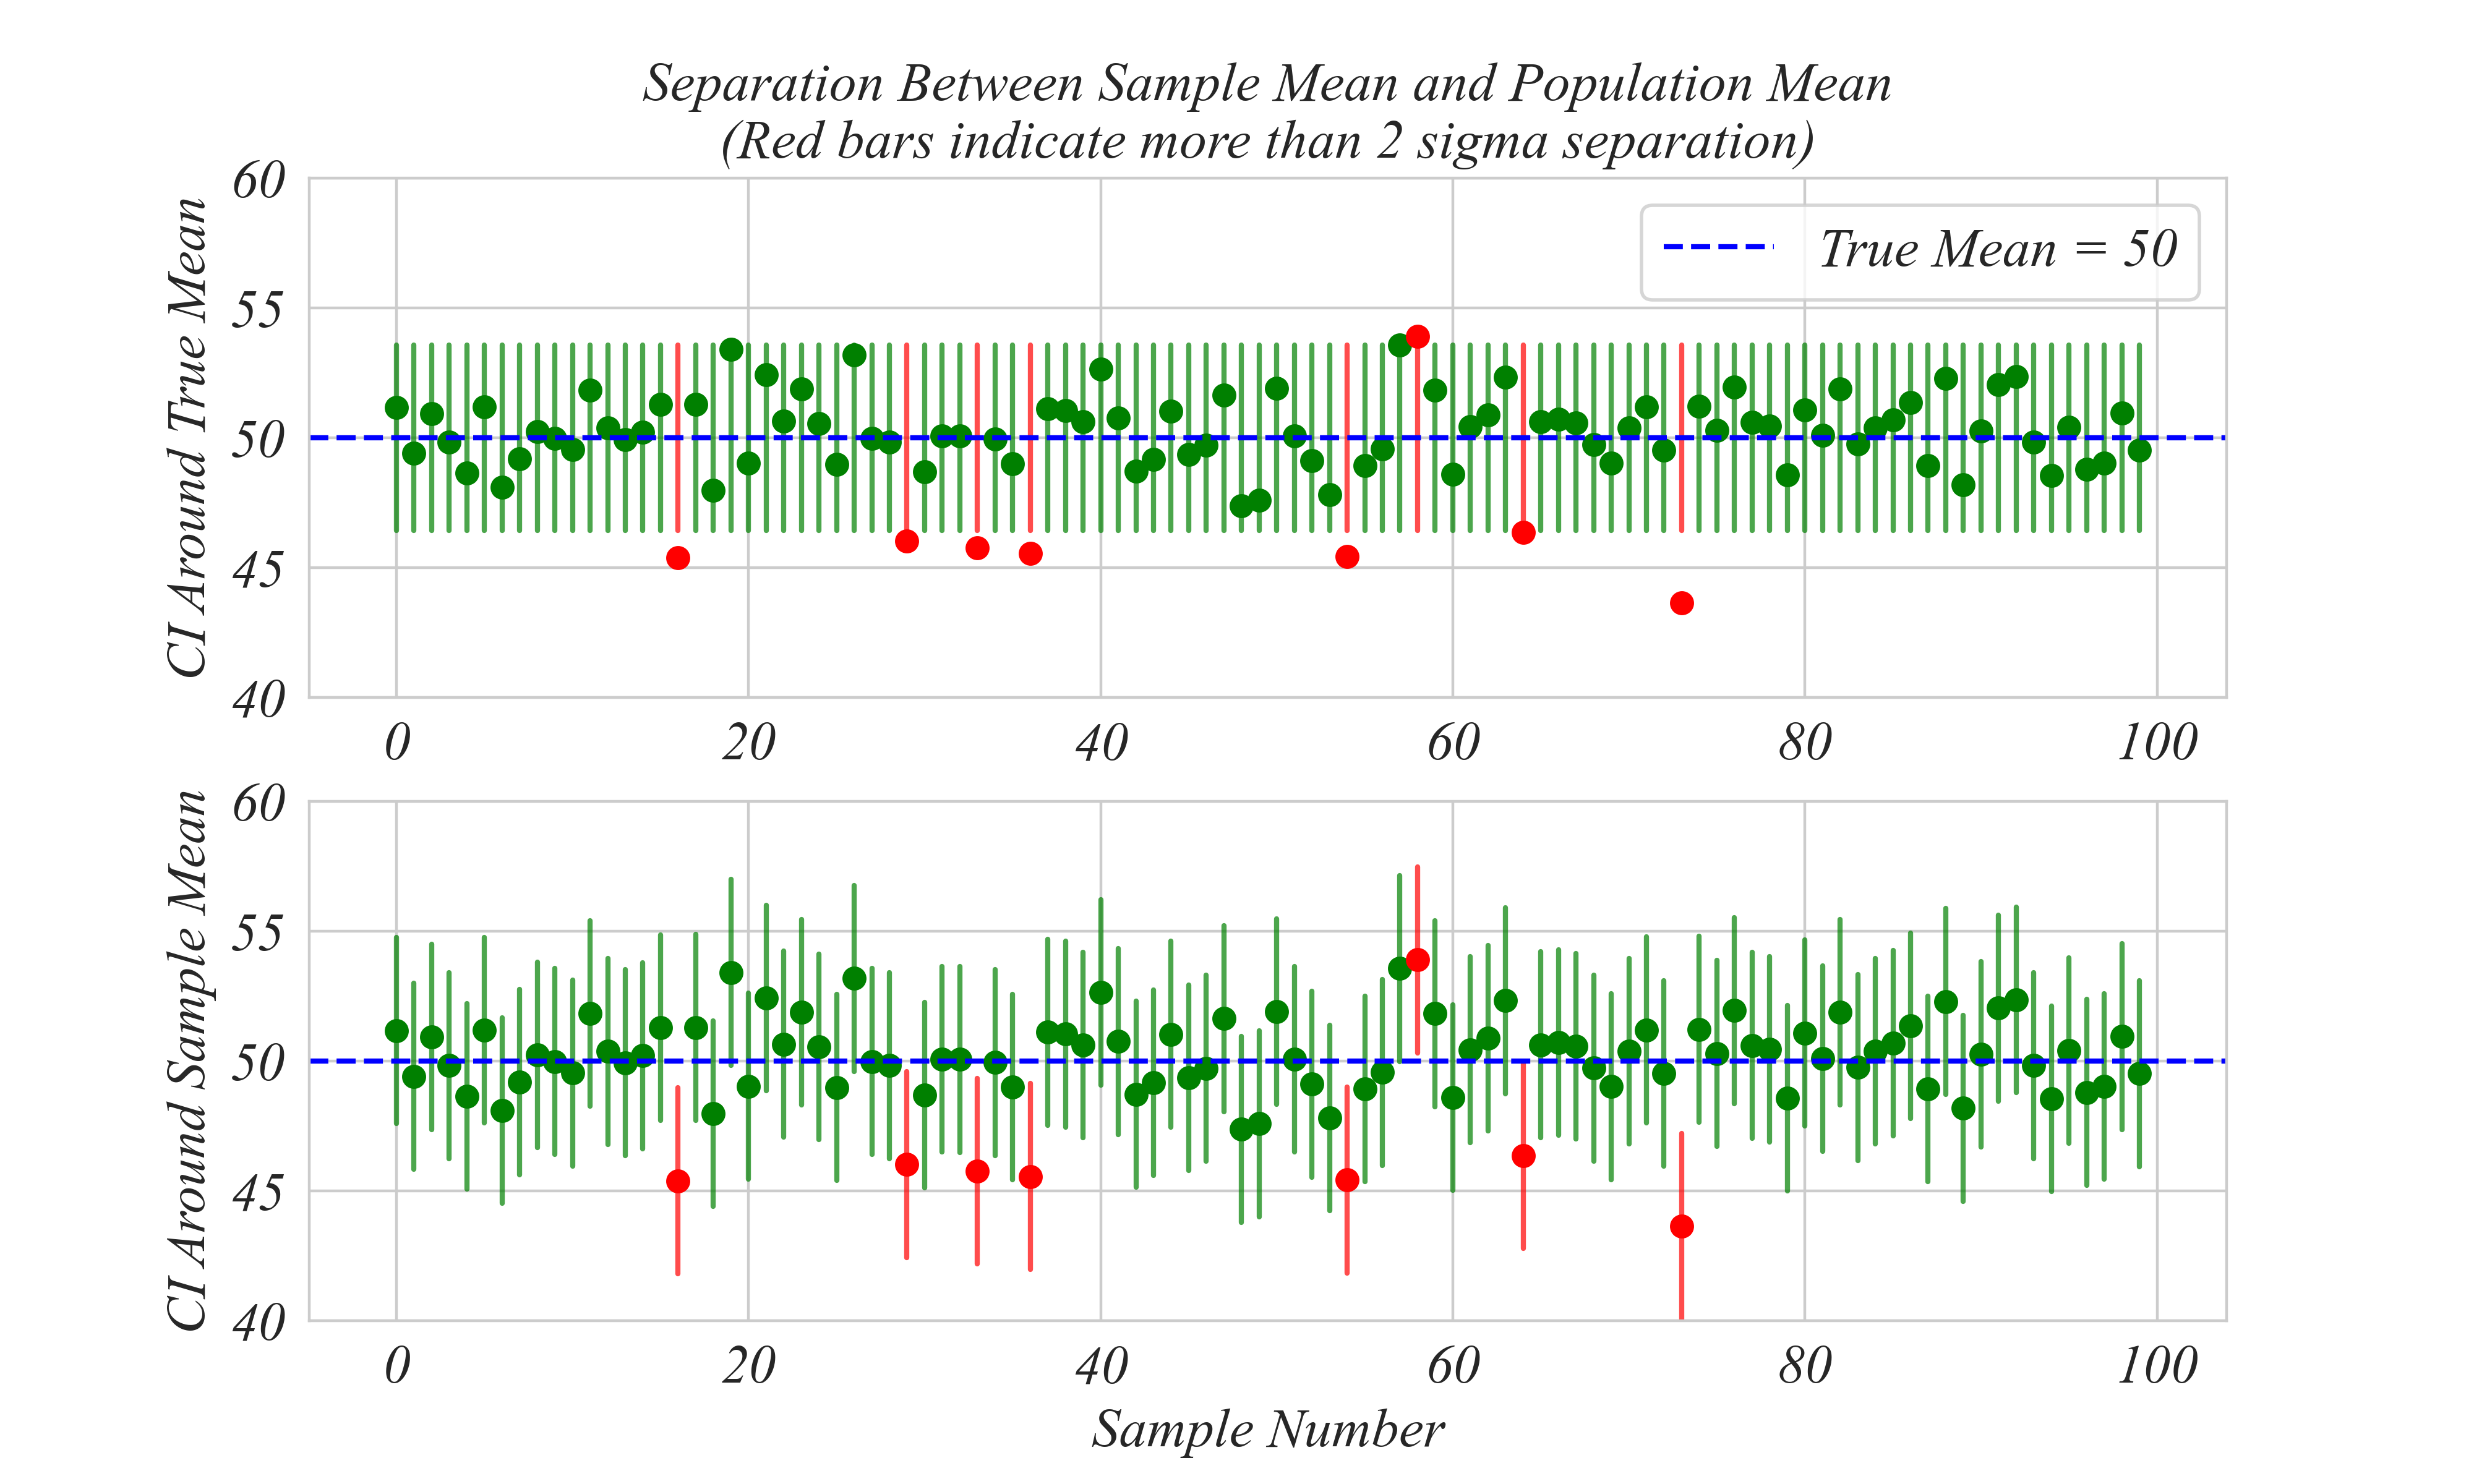 Separation Between Sample Mean and Population Mean
(Red bars indicate more than 2 sigma separation)
CI Around True Mean
60
55
50
45
40
True Mean = 50
0 20 40 60 80 100
CI Around Sample Mean
60
55
50
45
40
0 20 40 60 80 100
Sample Number